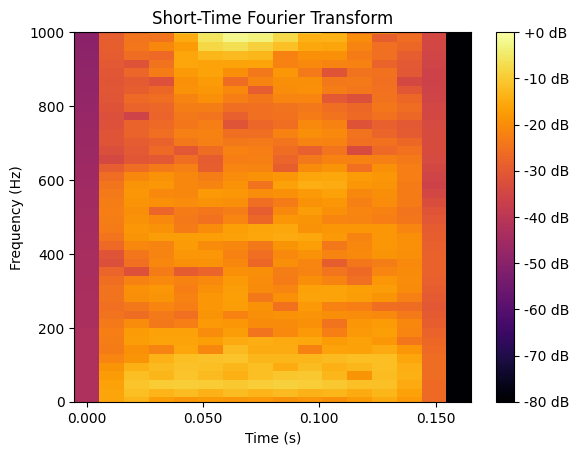 Short-Time Fourier Transform
1000
800
600
400
200
0
Frequency (Hz)
0.000
0.050
0.100
0.150
Time (s)
+0 dB
-10 dB
-20 dB
-30 dB
-40 dB
-50 dB
-60 dB
-70 dB
-80 dB